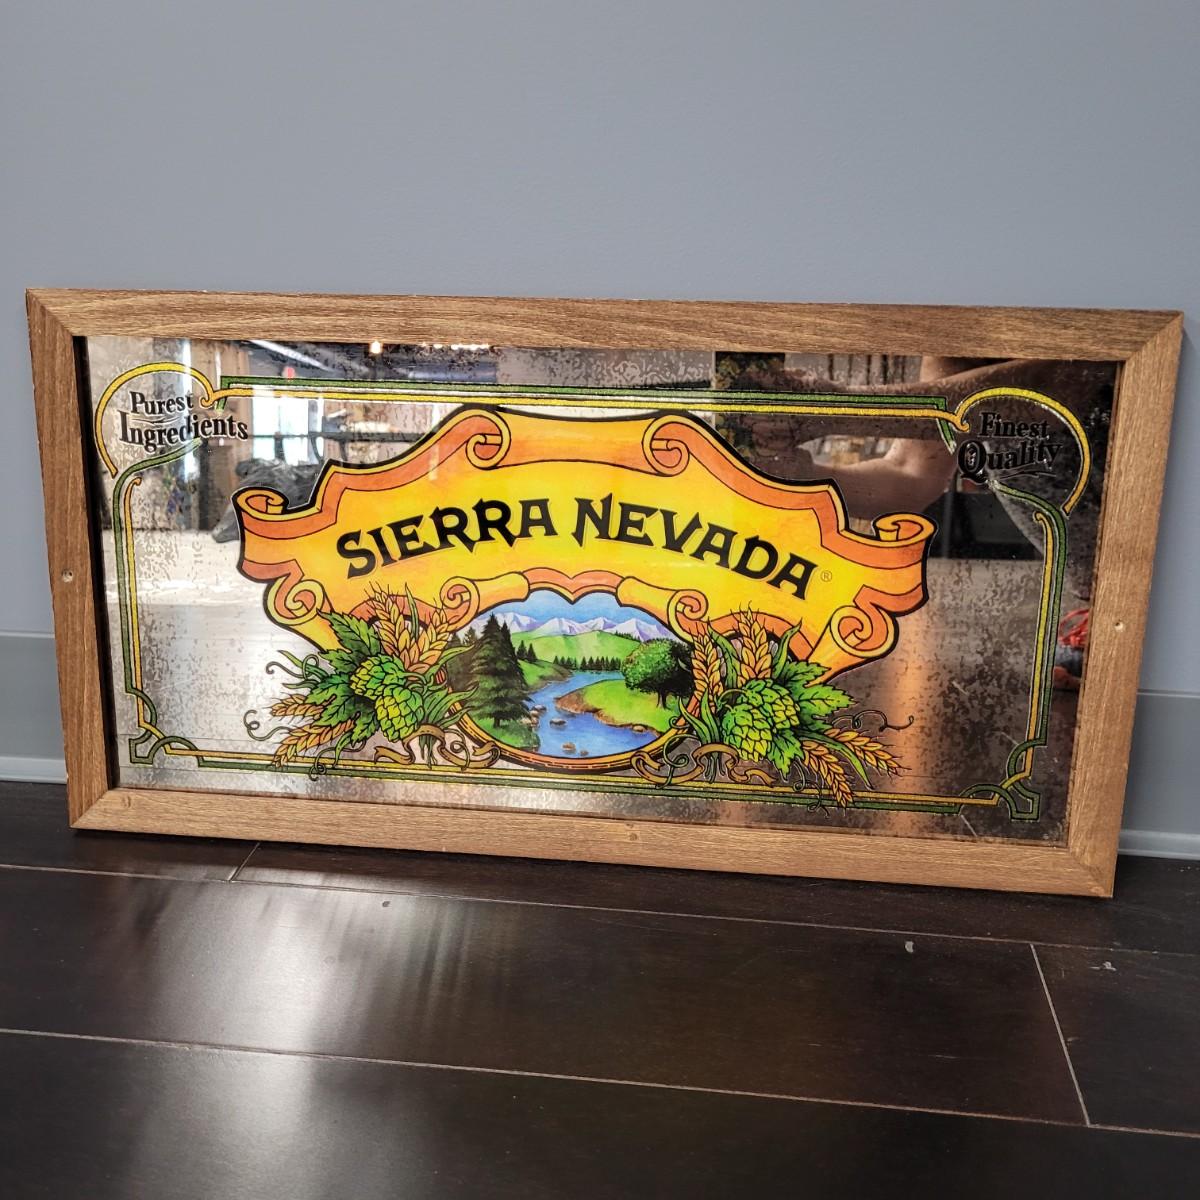 Purest
Ingredients
Finest
Quality
SIERRA NEVADA®